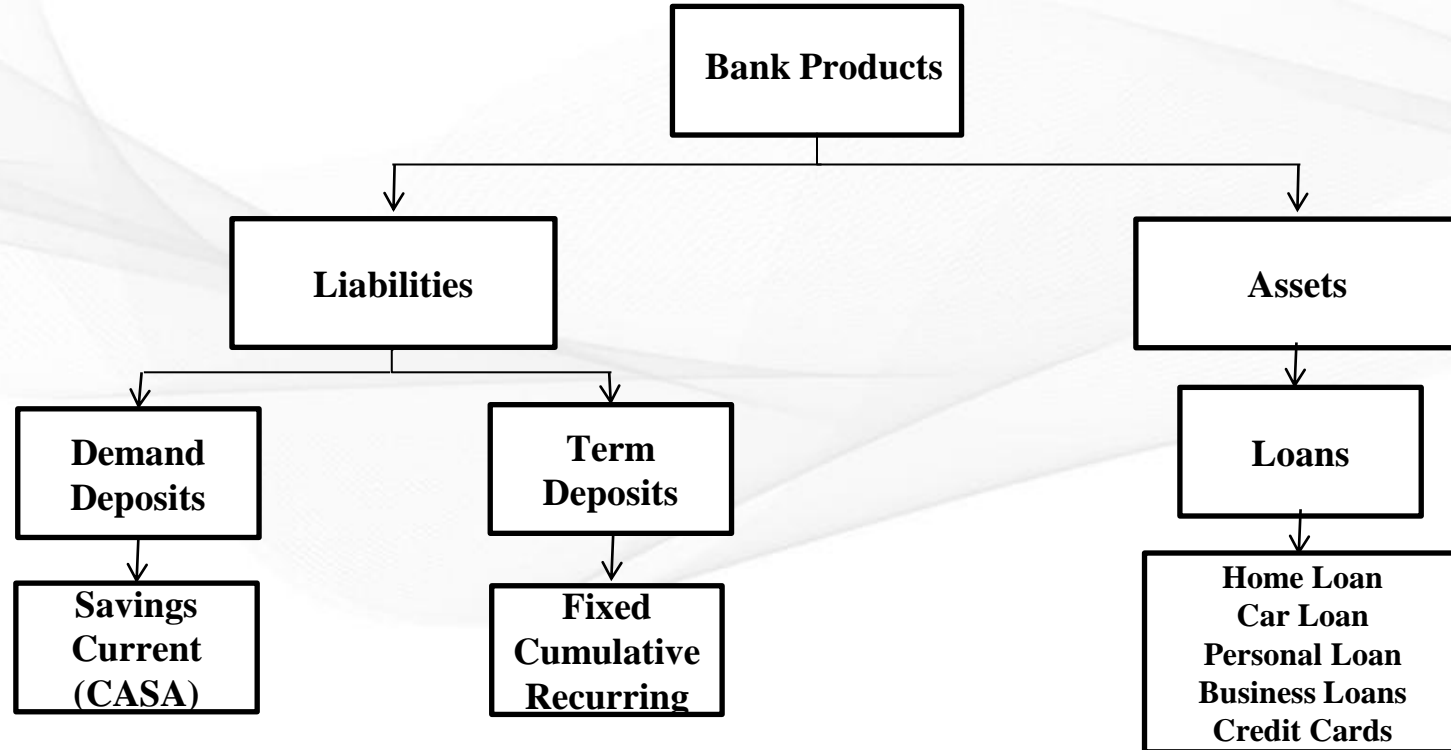 Bank Products
Liabilities
Assets
Demand
Deposits
Term
Deposits
Loans
Savings
Current
(CASA)
Fixed
Cumulative
Recurring
Home Loan
Car Loan
Personal Loan
Business Loans
Credit Cards